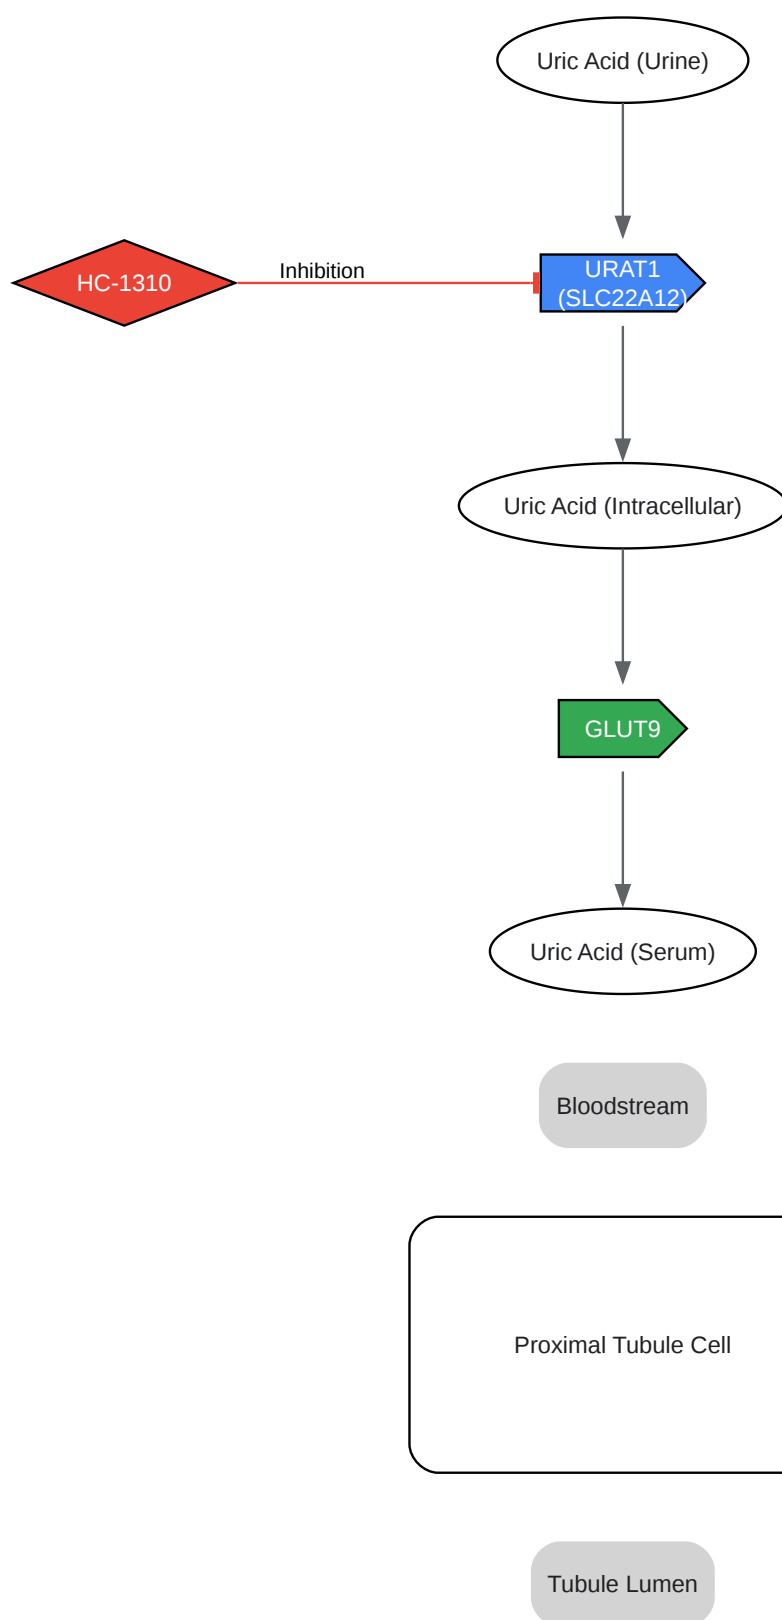 Uric Acid (Urine)
HC-1310
Inhibition
URAT1
(SLC22A12)
Uric Acid (Intracellular)
GLUT9
Uric Acid (Serum)
Bloodstream
Proximal Tubule Cell
Tubule Lumen